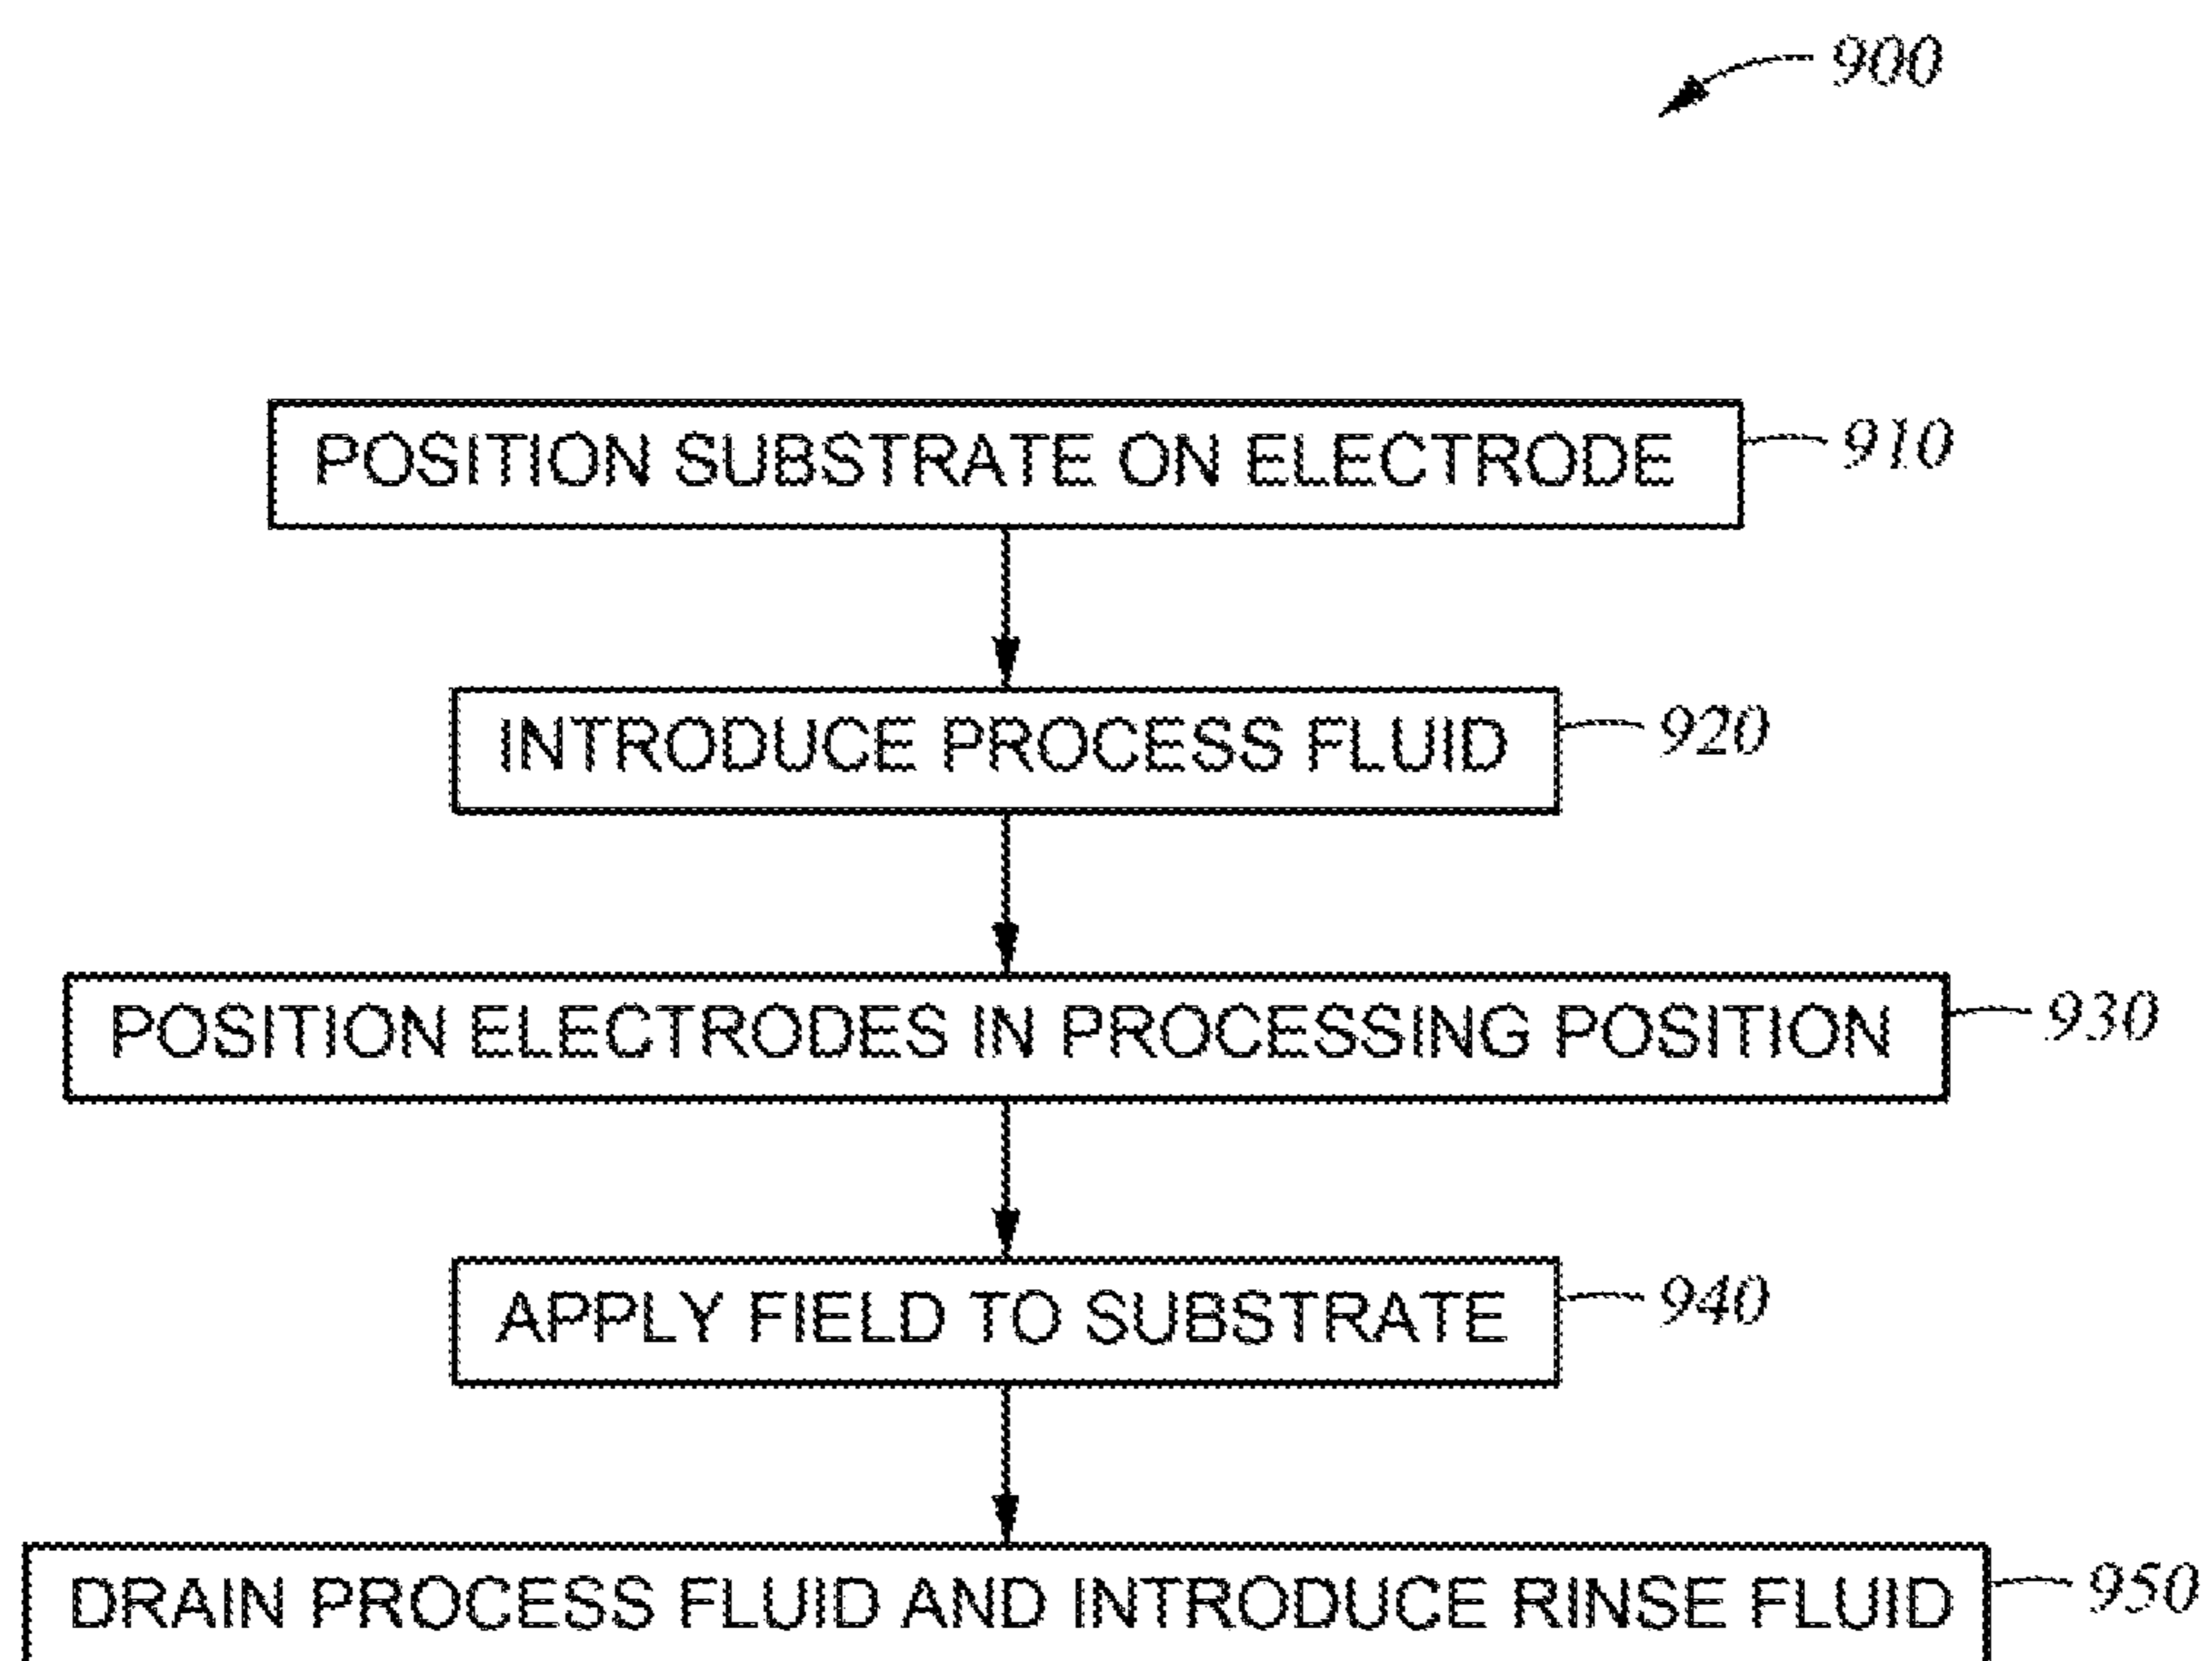 900
POSITION SUBSTRATE ON ELECTRODE 910
INTRODUCE PROCESS FLUID 920
POSITION ELECTRODES IN PROCESSING POSITION 930
APPLY FIELD TO SUBSTRATE 940
DRAIN PROCESS FLUID AND INTRODUCE RINSE FLUID 950